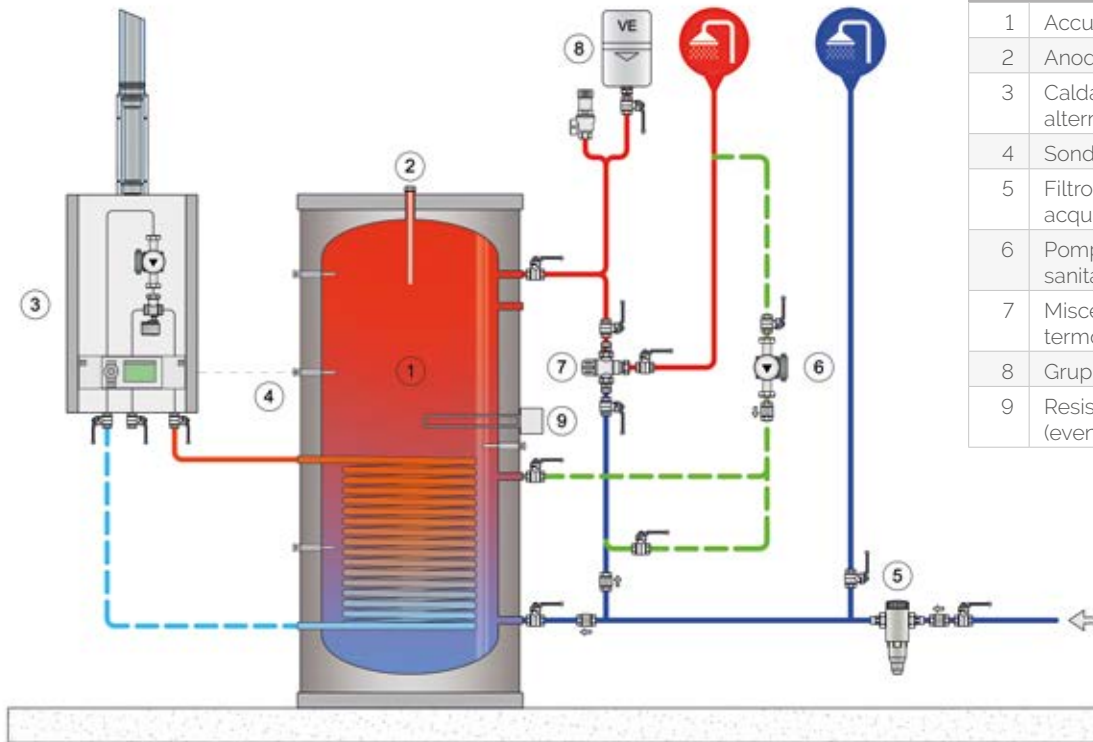 VE
8
2
3
1
7
6
4
9
5
1 Accu
2 Anod
3 Calda
altern
4 Sond
5 Filtro
acqu
6 Pomp
sanita
7 Misce
termo
8 Grup
9 Resis
(even